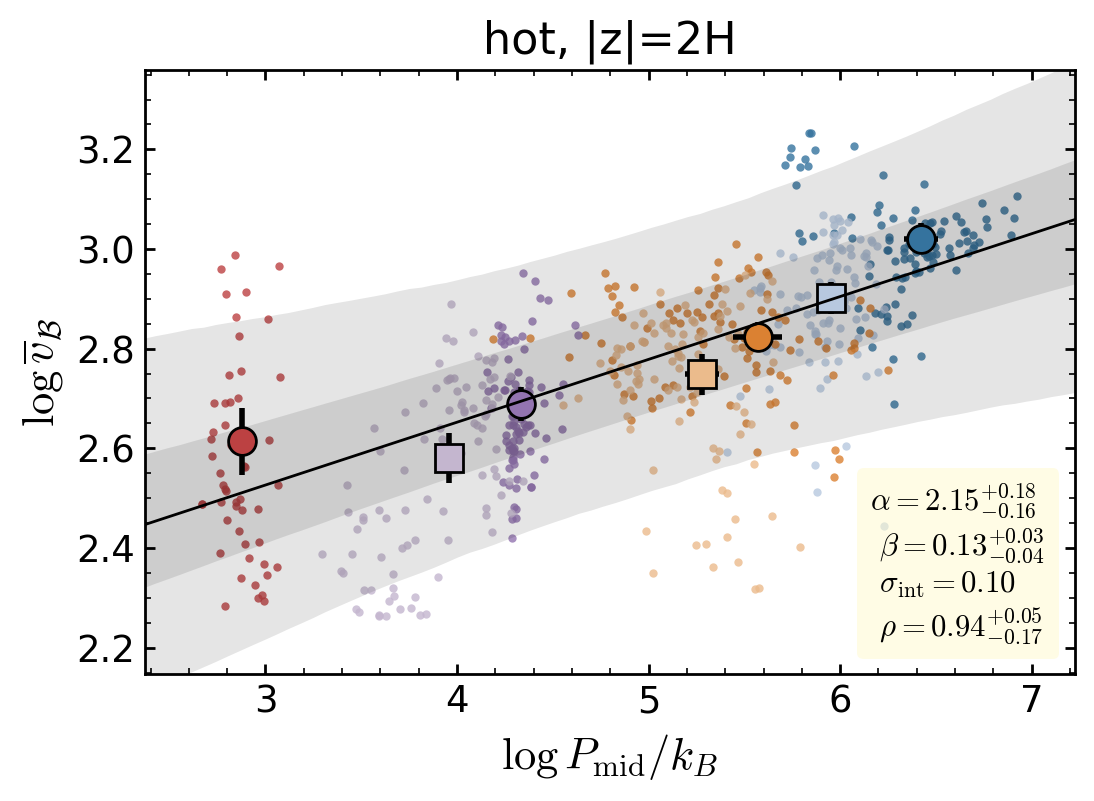 hot, |z|=2H
log v̅_ℬ
3.2
3.0
2.8
2.6
2.4
2.2
α = 2.15^{+0.18}_{−0.16}
β = 0.13^{+0.03}_{−0.04}
σ_int = 0.10
ρ = 0.94^{+0.05}_{−0.17}
3 4 5 6 7
log P_mid/k_B